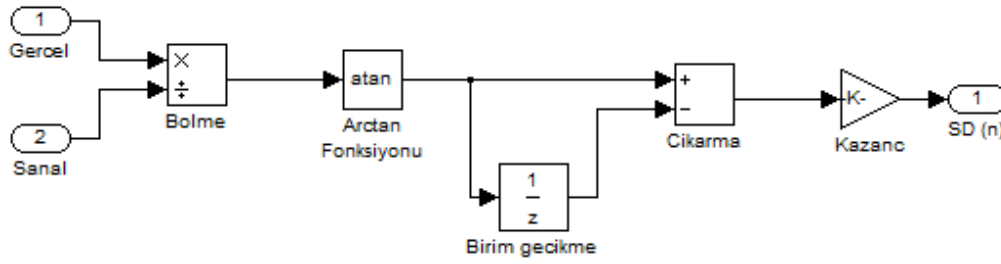 1
Gercel
2
Sanal
×
÷
Bolme
atan
Arctan
Fonksiyonu
1
z
Birim gecikme
+
−
Cikarma
K-
Kazanc
1
SD (n)